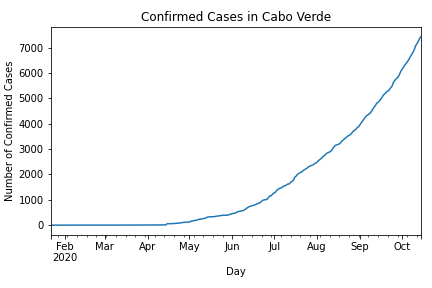 Confirmed Cases in Cabo Verde
Number of Confirmed Cases
7000
6000
5000
4000
3000
2000
1000
0
Feb Mar Apr May Jun Jul Aug Sep Oct
2020
Day